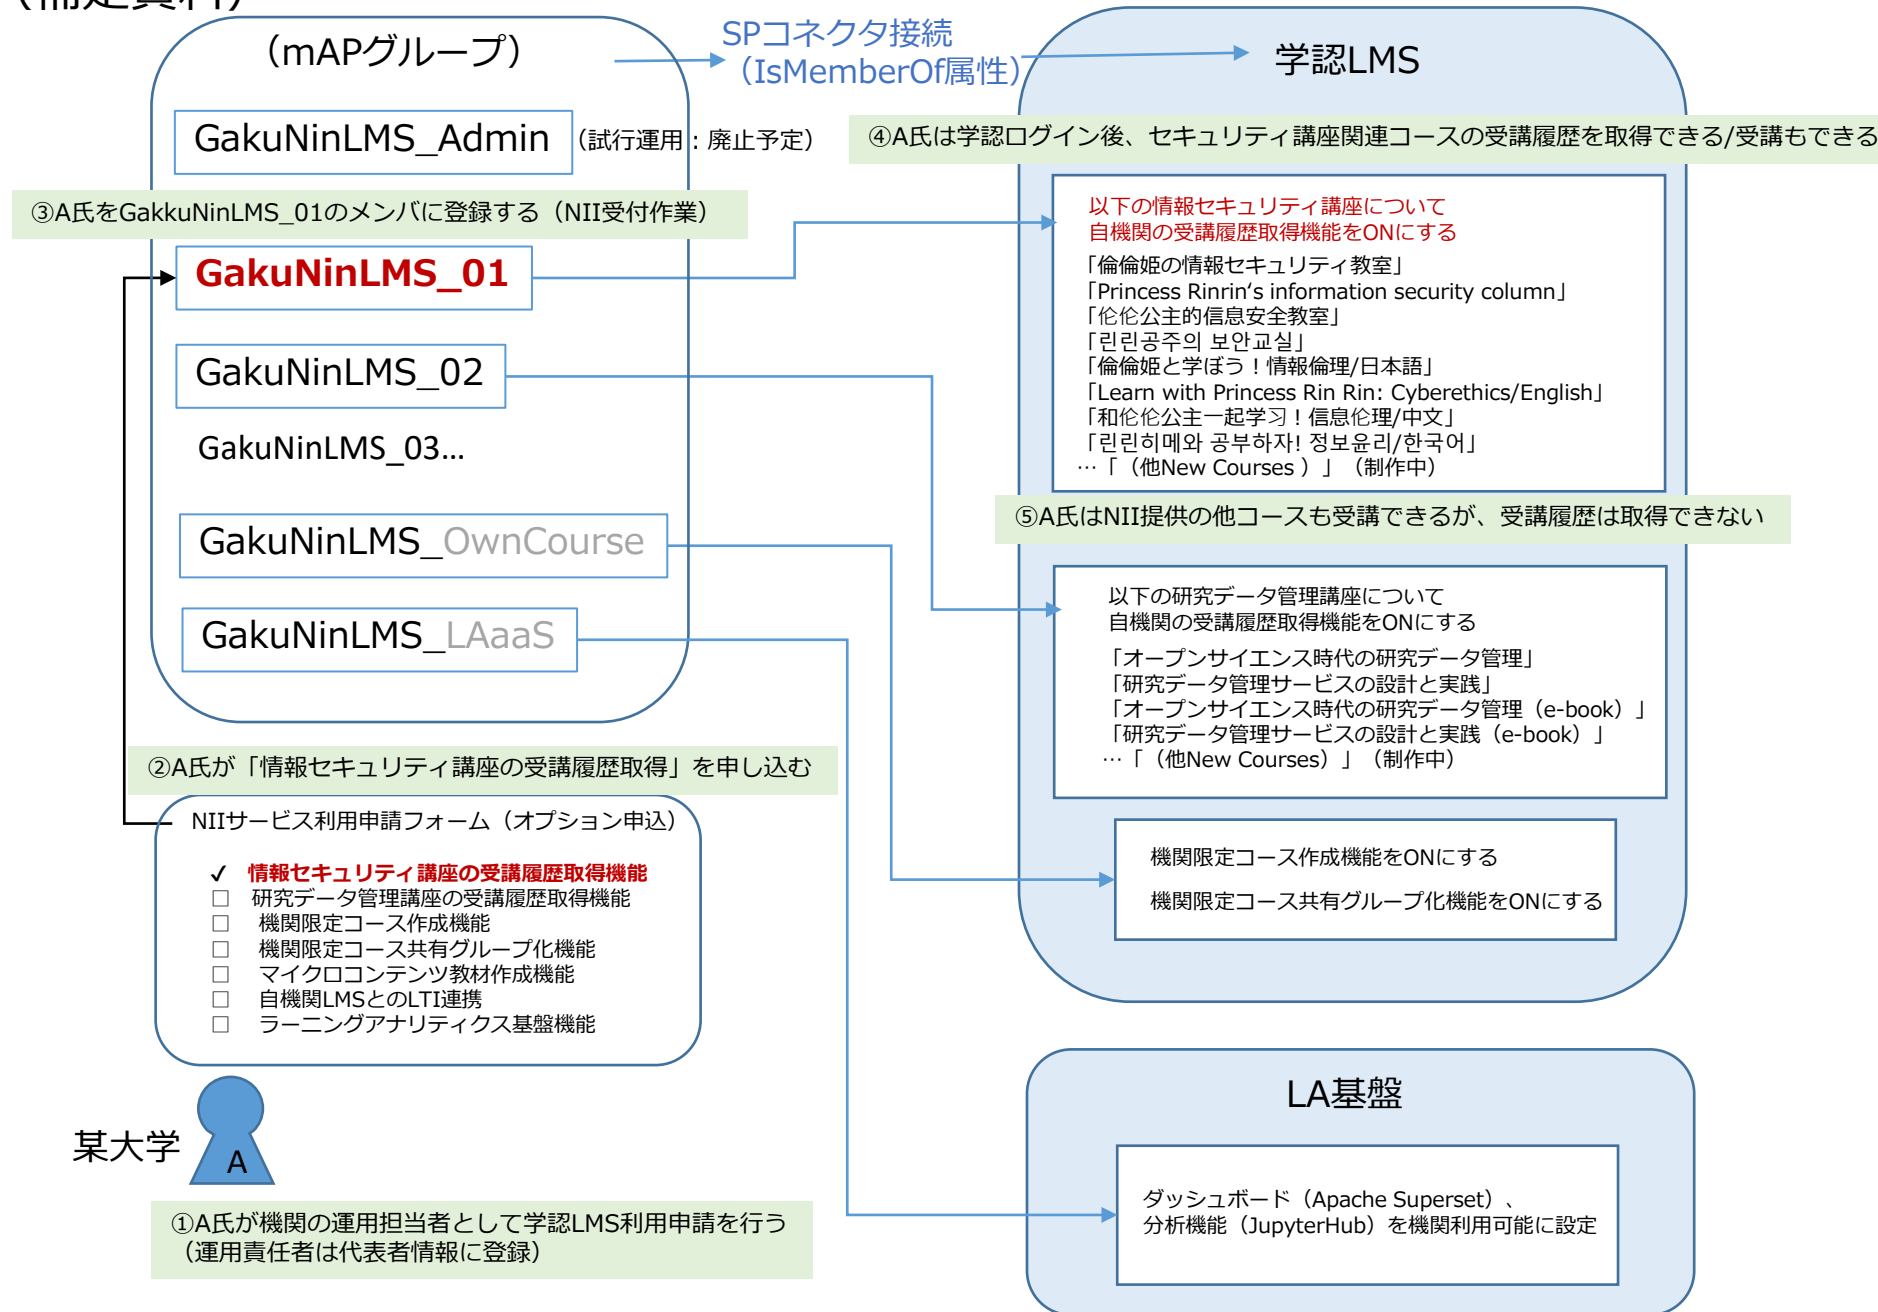 （補足資料）
（mAPグループ）
SPコネクタ接続
（IsMemberOf属性）
学認LMS
GakuNinLMS_Admin
（試行運用：廃止予定）
④A氏は学認ログイン後、セキュリティ講座関連コースの受講履歴を取得できる/受講もできる
③A氏をGakkuNinLMS_01のメンバに登録する（NII受付作業）
以下の情報セキュリティ講座について
自機関の受講履歴取得機能をONにする
GakuNinLMS_01
「倫倫姫の情報セキュリティ教室」
「Princess Rinrin‘s information security column」
「伦伦公主的信息安全教室」
「린린공주의 보안교실」
「倫倫姫と学ぼう！情報倫理/日本語」
「Learn with Princess Rin Rin: Cyberethics/English」
「和伦伦公主一起学习！信息伦理/中文」
「린린히메와 공부하자! 정보윤리/한국어」
…「（他New Courses ）」（制作中）
GakuNinLMS_02
GakuNinLMS_03…
⑤A氏はNII提供の他コースも受講できるが、受講履歴は取得できない
GakuNinLMS_OwnCourse
GakuNinLMS_LAaaS
以下の研究データ管理講座について
自機関の受講履歴取得機能をONにする
「オープンサイエンス時代の研究データ管理」
「研究データ管理サービスの設計と実践」
「オープンサイエンス時代の研究データ管理（e-book）」
「研究データ管理サービスの設計と実践（e-book）」
…「（他New Courses）」（制作中）
②A氏が「情報セキュリティ講座の受講履歴取得」を申し込む
NIIサービス利用申請フォーム（オプション申込）
✓ 情報セキュリティ講座の受講履歴取得機能
□ 研究データ管理講座の受講履歴取得機能
□ 機関限定コース作成機能
□ 機関限定コース共有グループ化機能
□ マイクロコンテンツ教材作成機能
□ 自機関LMSとのLTI連携
□ ラーニングアナリティクス基盤機能
機関限定コース作成機能をONにする
機関限定コース共有グループ化機能をONにする
某大学
A
①A氏が機関の運用担当者として学認LMS利用申請を行う
（運用責任者は代表者情報に登録）
LA基盤
ダッシュボード（Apache Superset）、
分析機能（JupyterHub）を機関利用可能に設定